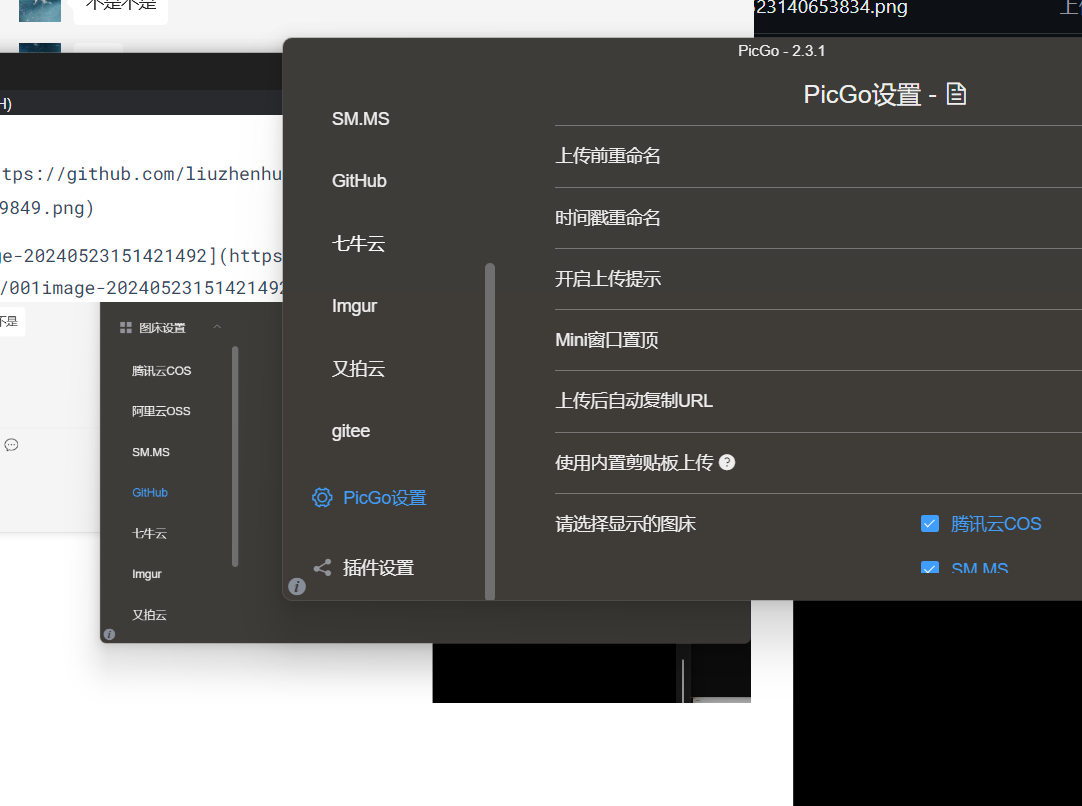 不是不是
23140653834.png
上传
H)
tps://github.com/liuzhenhu
9849.png)
e-20240523151421492](https
/001image-20240523151421492
不是
图床设置
腾讯云COS
阿里云OSS
SM.MS
GitHub
七牛云
Imgur
又拍云
PicGo - 2.3.1
SM.MS
GitHub
七牛云
Imgur
又拍云
gitee
PicGo设置
插件设置
PicGo设置 -
上传前重命名
时间戳重命名
开启上传提示
Mini窗口置顶
上传后自动复制URL
使用内置剪贴板上传
请选择显示的图床
腾讯云COS
SM.MS